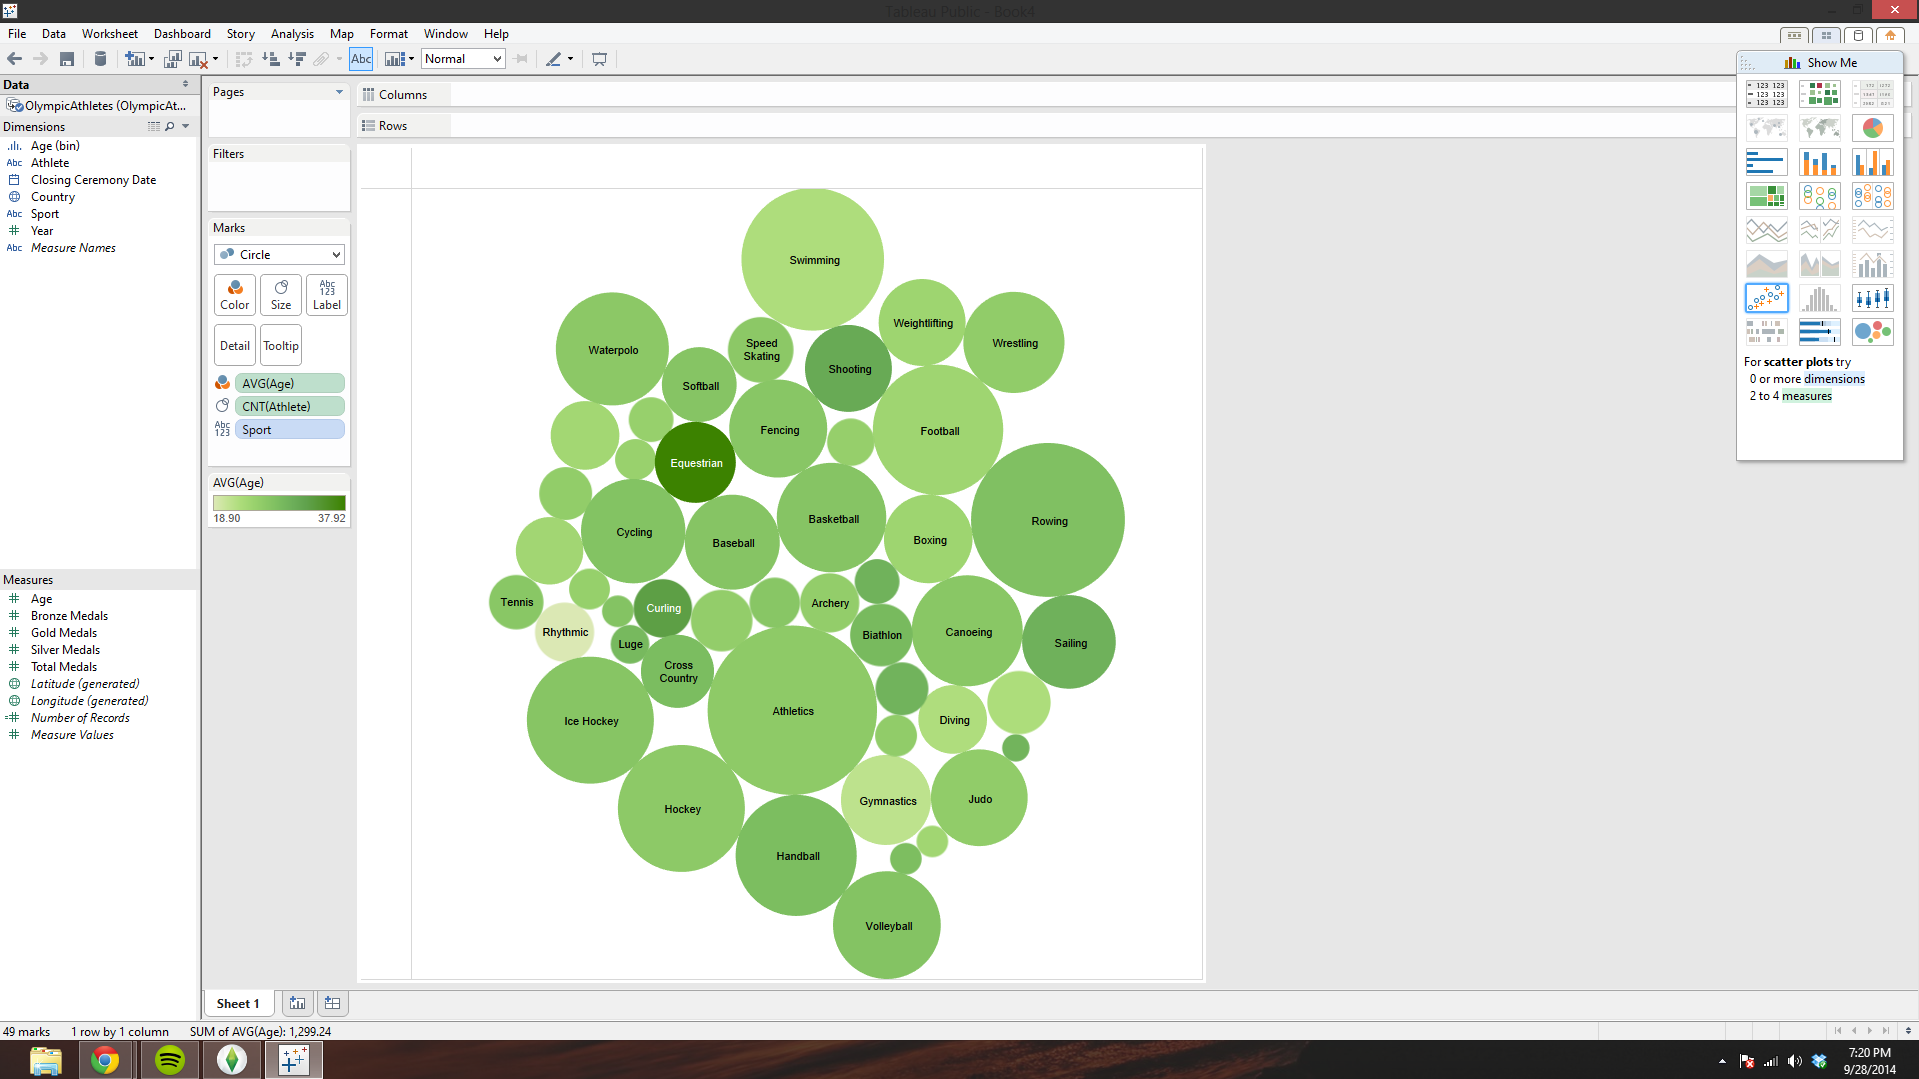 Tableau Public - Book4
File Data Worksheet Dashboard Story Analysis Map Format Window Help
Abc Normal
Show Me
Data
OlympicAthletes (OlympicAt...
Dimensions
Age (bin)
Abc Athlete
Closing Ceremony Date
Country
Abc Sport
Year
Abc Measure Names
Measures
Age
Bronze Medals
Gold Medals
Silver Medals
Total Medals
Latitude (generated)
Longitude (generated)
Number of Records
Measure Values
Pages
Filters
Marks
Circle
Color Size Abc 123 Label
Detail Tooltip
AVG(Age)
CNT(Athlete)
Abc 123 Sport
AVG(Age)
18.90 37.92
Columns
Rows
Swimming
Weightlifting
Wrestling
Waterpolo
Speed
Skating
Shooting
Softball
Fencing
Football
Equestrian
Cycling
Baseball
Basketball
Boxing
Rowing
Tennis
Rhythmic
Curling
Archery
Luge
Biathlon
Canoeing
Sailing
Cross
Country
Ice Hockey
Athletics
Diving
Hockey
Gymnastics
Judo
Handball
Volleyball
For scatter plots try
0 or more dimensions
2 to 4 measures
Sheet 1
49 marks 1 row by 1 column SUM of AVG(Age): 1,299.24
7:20 PM
9/28/2014